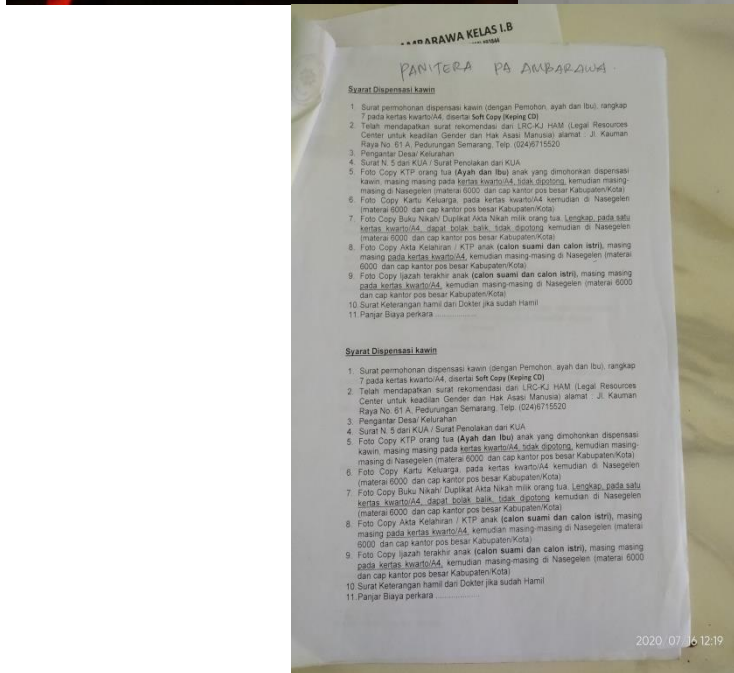 AMBARAWA KELAS I.B
PANITERA PA AMBARAWA.
Syarat Dispensasi kawin
1. Surat permohonan dispensasi kawin (dengan Pemohon, ayah dan Ibu), rangkap
7 pada kertas kwarto/A4, disertai Soft Copy (Keping CD)
2. Telah mendapatkan surat rekomendasi dari LRC-KJ HAM (Legal Resources
Center untuk keadilan Gender dan Hak Asasi Manusia) alamat : Jl. Kauman
Raya No. 61 A, Pedurungan Semarang, Telp. (024)6715520
3. Pengantar Desa/ Kelurahan
4. Surat N. 5 dari KUA / Surat Penolakan dari KUA
5. Foto Copy KTP orang tua (Ayah dan Ibu) anak yang dimohonkan dispensasi
kawin, masing masing pada kertas kwarto/A4, tidak dipotong, kemudian masing-
masing di Nasegelen (materai 6000 dan cap kantor pos besar Kabupaten/Kota)
6. Foto Copy Kartu Keluarga, pada kertas kwarto/A4 kemudian di Nasegelen
(materai 6000 dan cap kantor pos besar Kabupaten/Kota)
7. Foto Copy Buku Nikah/ Duplikat Akta Nikah milik orang tua. Lengkap, pada satu
kertas kwarto/A4, dapat bolak balik, tidak dipotong kemudian di Nasegelen
(materai 6000 dan cap kantor pos besar Kabupaten/Kota)
8. Foto Copy Akta Kelahiran / KTP anak (calon suami dan calon istri), masing
masing pada kertas kwarto/A4, kemudian masing-masing di Nasegelen (materai
6000 dan cap kantor pos besar Kabupaten/Kota)
9. Foto Copy Ijazah terakhir anak (calon suami dan calon istri), masing masing
pada kertas kwarto/A4, kemudian masing-masing di Nasegelen (materai 6000
dan cap kantor pos besar Kabupaten/Kota)
10. Surat Keterangan hamil dari Dokter jika sudah Hamil
11. Panjar Biaya perkara ..................
Syarat Dispensasi kawin
1. Surat permohonan dispensasi kawin (dengan Pemohon, ayah dan Ibu), rangkap
7 pada kertas kwarto/A4, disertai Soft Copy (Keping CD)
2. Telah mendapatkan surat rekomendasi dari LRC-KJ HAM (Legal Resources
Center untuk keadilan Gender dan Hak Asasi Manusia) alamat : Jl. Kauman
Raya No. 61 A, Pedurungan Semarang, Telp. (024)6715520
3. Pengantar Desa/ Kelurahan
4. Surat N. 5 dari KUA / Surat Penolakan dari KUA
5. Foto Copy KTP orang tua (Ayah dan Ibu) anak yang dimohonkan dispensasi
kawin, masing masing pada kertas kwarto/A4, tidak dipotong, kemudian masing-
masing di Nasegelen (materai 6000 dan cap kantor pos besar Kabupaten/Kota)
6. Foto Copy Kartu Keluarga, pada kertas kwarto/A4 kemudian di Nasegelen
(materai 6000 dan cap kantor pos besar Kabupaten/Kota)
7. Foto Copy Buku Nikah/ Duplikat Akta Nikah milik orang tua. Lengkap, pada satu
kertas kwarto/A4, dapat bolak balik, tidak dipotong kemudian di Nasegelen
(materai 6000 dan cap kantor pos besar Kabupaten/Kota)
8. Foto Copy Akta Kelahiran / KTP anak (calon suami dan calon istri), masing
masing pada kertas kwarto/A4, kemudian masing-masing di Nasegelen (materai
6000 dan cap kantor pos besar Kabupaten/Kota)
9. Foto Copy Ijazah terakhir anak (calon suami dan calon istri), masing masing
pada kertas kwarto/A4, kemudian masing-masing di Nasegelen (materai 6000
dan cap kantor pos besar Kabupaten/Kota)
10. Surat Keterangan hamil dari Dokter jika sudah Hamil
11. Panjar Biaya perkara ..................
2020/07/16 12:19